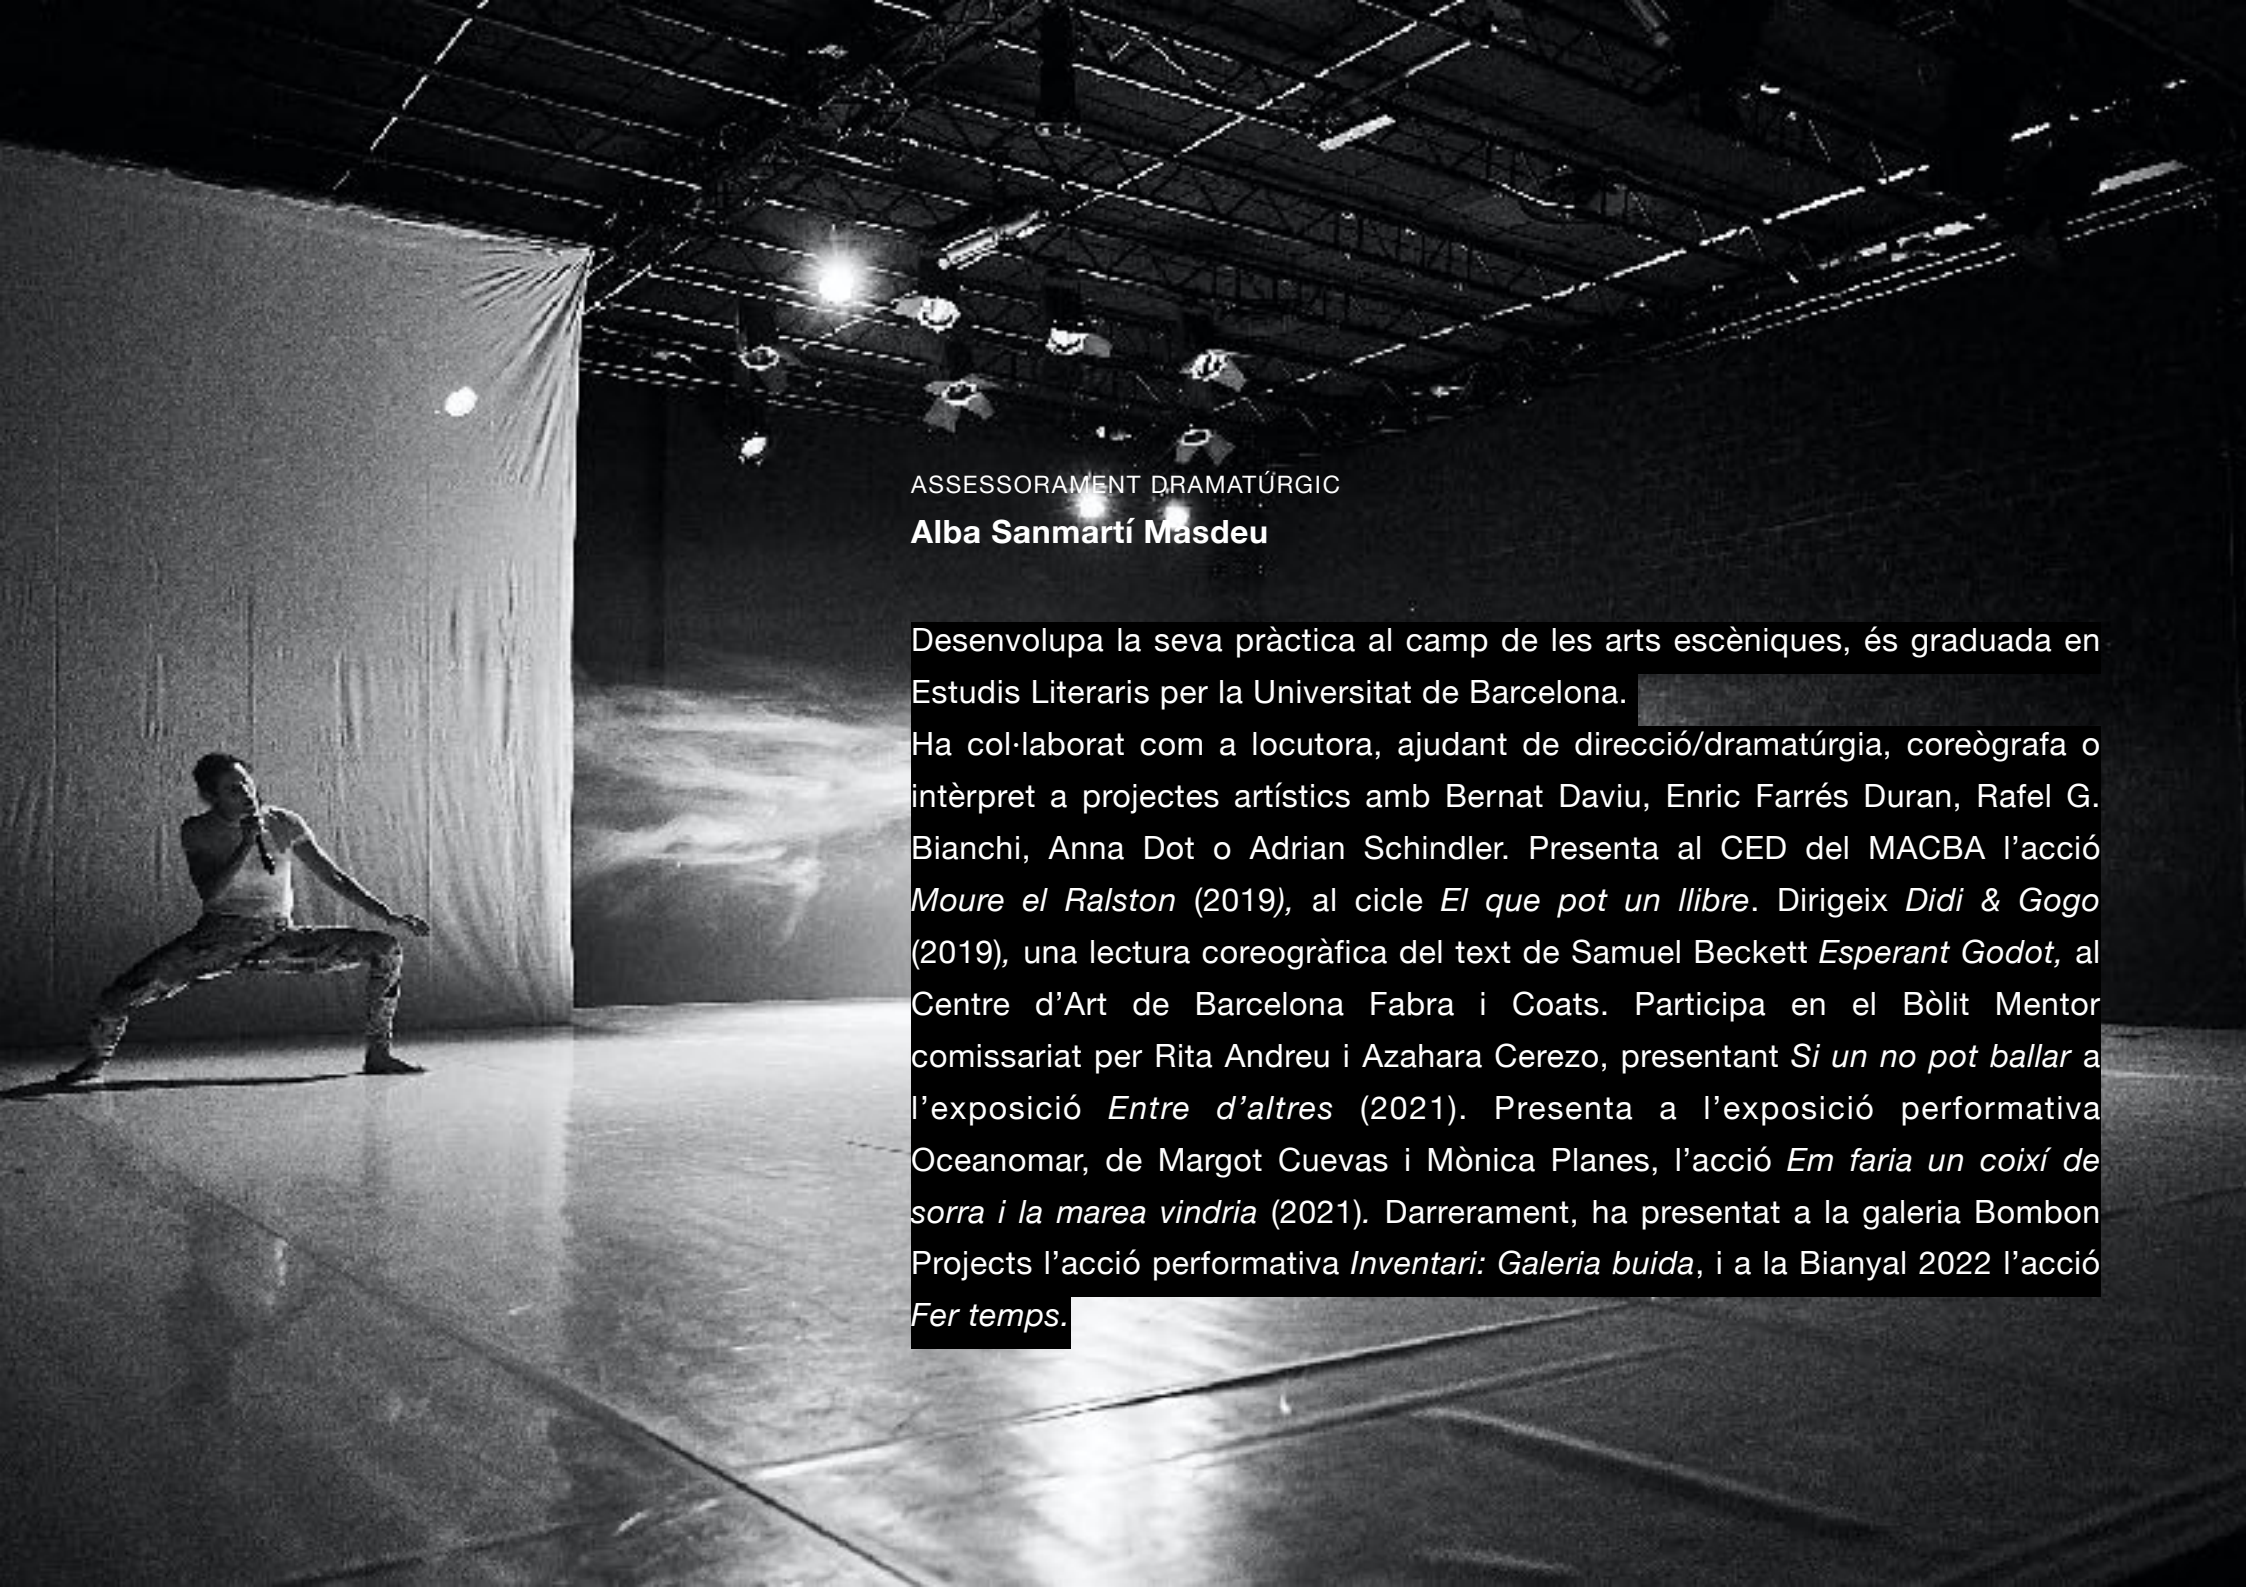 ASSESSORAMENT DRAMATÚRGIC
Alba Sanmartí Masdeu
Desenvolupa la seva pràctica al camp de les arts escèniques, és graduada en
Estudis Literaris per la Universitat de Barcelona.
Ha col·laborat com a locutora, ajudant de direcció/dramatúrgia, coreògrafa o
intèrpret a projectes artístics amb Bernat Daviu, Enric Farrés Duran, Rafel G.
Bianchi, Anna Dot o Adrian Schindler. Presenta al CED del MACBA l’acció
Moure el Ralston (2019), al cicle El que pot un llibre. Dirigeix Didi & Gogo
(2019), una lectura coreogràfica del text de Samuel Beckett Esperant Godot, al
Centre d’Art de Barcelona Fabra i Coats. Participa en el Bòlit Mentor
comissariat per Rita Andreu i Azahara Cerezo, presentant Si un no pot ballar a
l’exposició Entre d’altres (2021). Presenta a l’exposició performativa
Oceanomar, de Margot Cuevas i Mònica Planes, l’acció Em faria un coixí de
sorra i la marea vindria (2021). Darrerament, ha presentat a la galeria Bombon
Projects l’acció performativa Inventari: Galeria buida, i a la Bianyal 2022 l’acció
Fer temps.